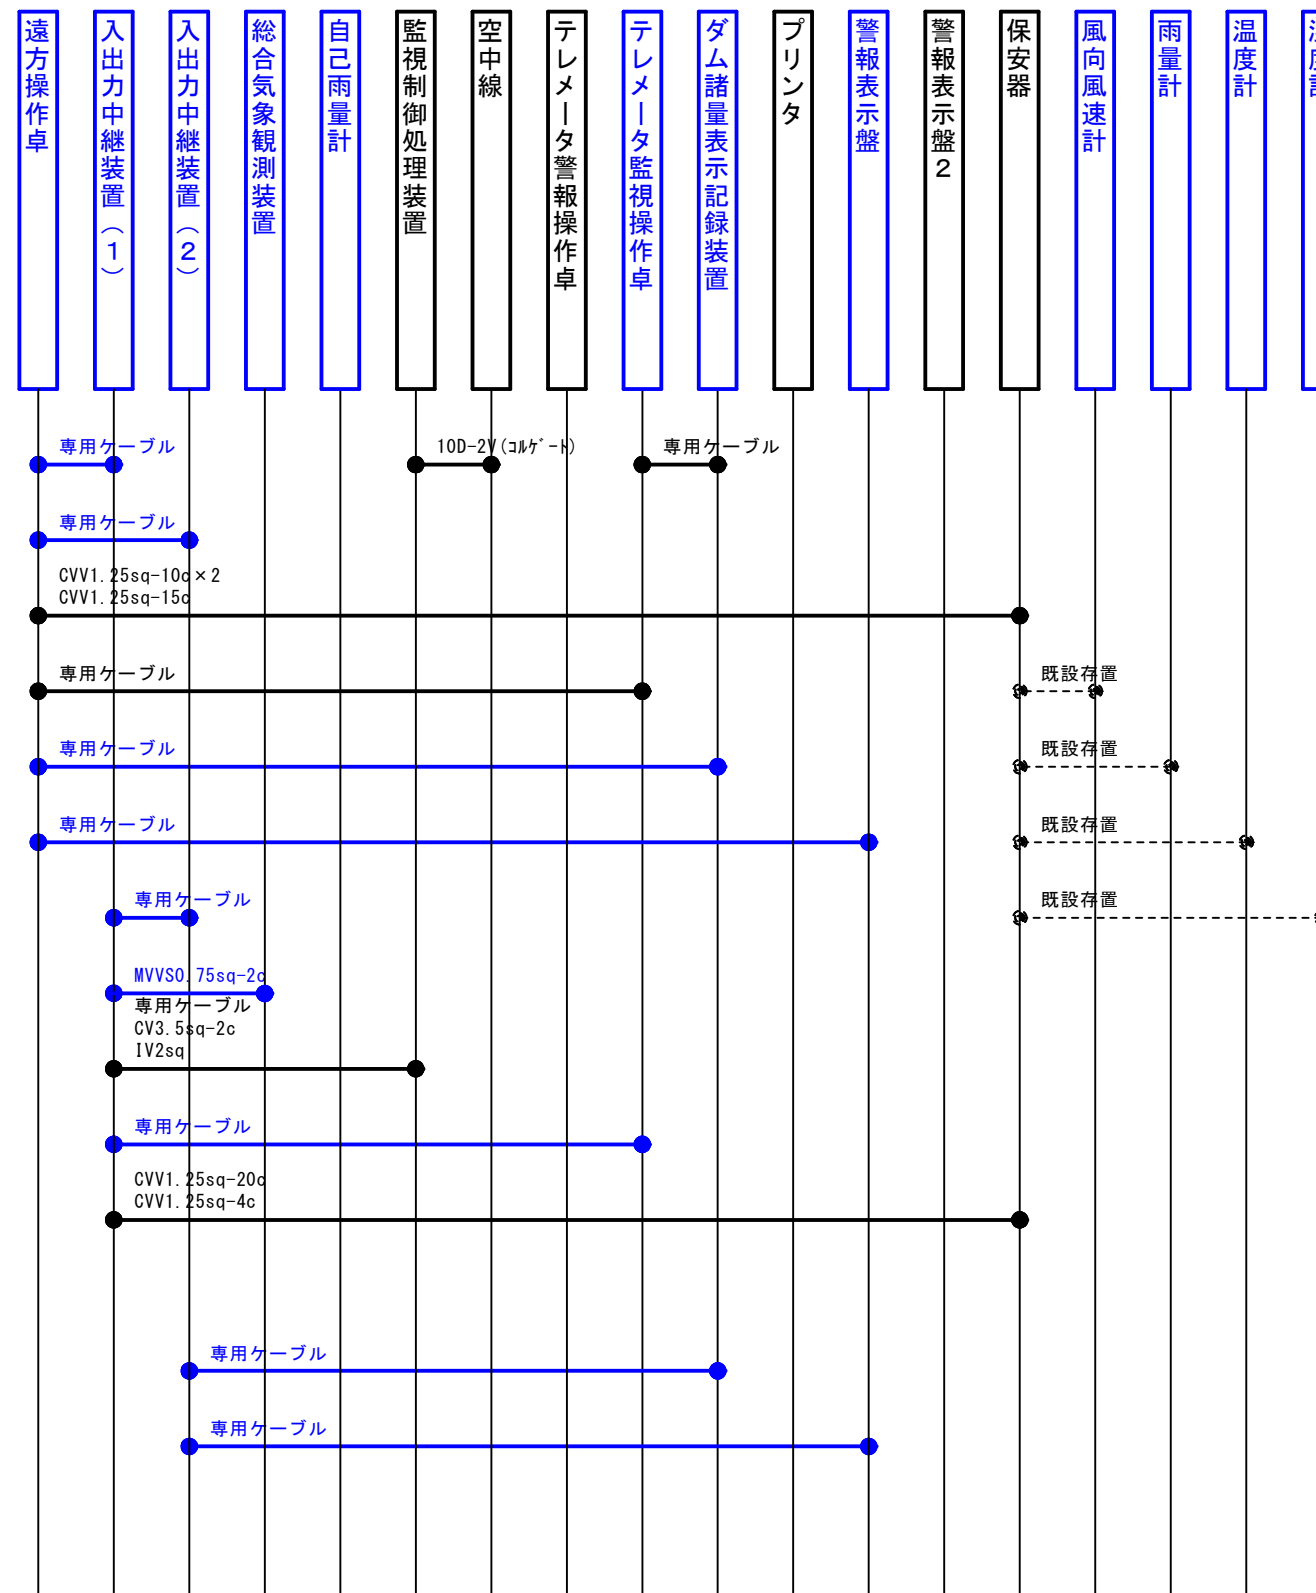 遠方操作卓
入出力中継装置（１）
入出力中継装置（２）
総合気象観測装置
自己雨量計
監視制御処理装置
空中線
テレメータ警報操作卓
テレメータ監視操作卓
ダム諸量表示記録装置
プリンタ
警報表示盤
警報表示盤２
保安器
風向風速計
雨量計
温度計
専用ケーブル
10D-2V(ｺﾙｹﾞｰﾄ)
専用ケーブル
専用ケーブル
CVV1.25sq-10c×2
CVV1.25sq-15c
専用ケーブル
既設存置
専用ケーブル
既設存置
専用ケーブル
既設存置
専用ケーブル
既設存置
MVVS0.75sq-2c
専用ケーブル
CV3.5sq-2c
IV2sq
専用ケーブル
CVV1.25sq-20c
CVV1.25sq-4c
専用ケーブル
専用ケーブル